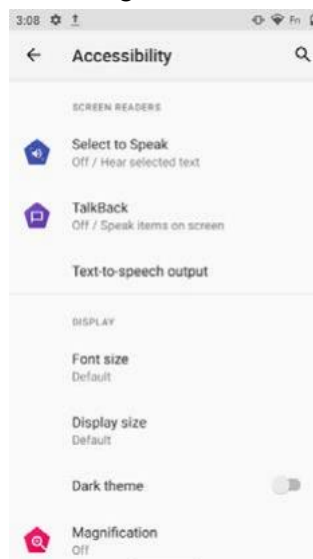 3:08
Fn
Accessibility
SCREEN READERS
Select to Speak
Off / Hear selected text
TalkBack
Off / Speak items on screen
Text-to-speech output
DISPLAY
Font size
Default
Display size
Default
Dark theme
Magnification
Off